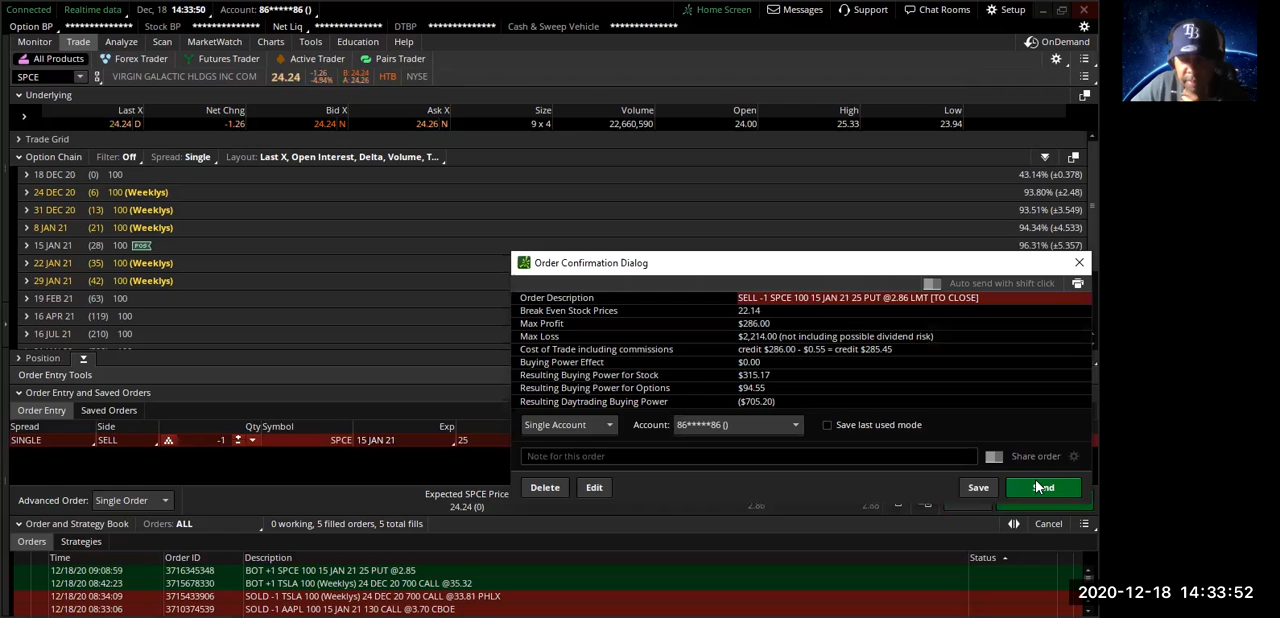 Connected Realtime data Dec, 18 14:33:50 Account: 86*****86 () Home Screen Messages Support Chat Rooms Setup
Option BP ************** Stock BP ************** Net Liq ************** DTBP ************** Cash & Sweep Vehicle **************
Monitor Trade Analyze Scan MarketWatch Charts Tools Education Help OnDemand
All Products Forex Trader Futures Trader Active Trader Pairs Trader
SPCE VIRGIN GALACTIC HLDGS INC COM 24.24 -1.26 -4.94% B: 24.24 A: 24.26 HTB NYSE
Underlying
Last X Net Chng Bid X Ask X Size Volume Open High Low
24.24 D -1.26 24.24 N 24.26 N 9 x 4 22,660,590 24.00 25.33 23.94
Trade Grid
Option Chain Filter: Off Spread: Single Layout: Last X, Open Interest, Delta, Volume, T...
18 DEC 20 (0) 100 43.14% (±0.378)
24 DEC 20 (6) 100 (Weeklys) 93.80% (±2.48)
31 DEC 20 (13) 100 (Weeklys) 93.51% (±3.549)
8 JAN 21 (21) 100 (Weeklys) 94.34% (±4.533)
15 JAN 21 (28) 100 POS 96.31% (±5.357)
22 JAN 21 (35) 100 (Weeklys)
29 JAN 21 (42) 100 (Weeklys)
19 FEB 21 (63) 100
16 APR 21 (119) 100
16 JUL 21 (210) 100
Order Confirmation Dialog
Auto send with shift click
Order Description SELL -1 SPCE 100 15 JAN 21 25 PUT @2.86 LMT [TO CLOSE]
Break Even Stock Prices 22.14
Max Profit $286.00
Max Loss $2,214.00 (not including possible dividend risk)
Cost of Trade including commissions credit $286.00 - $0.55 = credit $285.45
Buying Power Effect $0.00
Resulting Buying Power for Stock $315.17
Resulting Buying Power for Options $94.55
Resulting Daytrading Buying Power ($705.20)
Single Account Account: 86*****86 () Save last used mode
Note for this order Share order
Delete Edit Save Send
Position
Order Entry Tools
Order Entry and Saved Orders
Order Entry Saved Orders
Spread Side Qty Symbol Exp
SINGLE SELL -1 SPCE 15 JAN 21 25
Advanced Order: Single Order Expected SPCE Price
24.24 (0)
Order and Strategy Book Orders: ALL 0 working, 5 filled orders, 5 total fills Cancel
Orders Strategies
Time Order ID Description Status
12/18/20 09:08:59 3716345348 BOT +1 SPCE 100 15 JAN 21 25 PUT @2.85
12/18/20 08:42:23 3715678330 BOT +1 TSLA 100 (Weeklys) 24 DEC 20 700 CALL @35.32
12/18/20 08:34:09 3715433906 SOLD -1 TSLA 100 (Weeklys) 24 DEC 20 700 CALL @33.81 PHLX
12/18/20 08:33:06 3710374539 SOLD -1 AAPL 100 15 JAN 21 130 CALL @3.70 CBOE
2020-12-18 14:33:52
TB